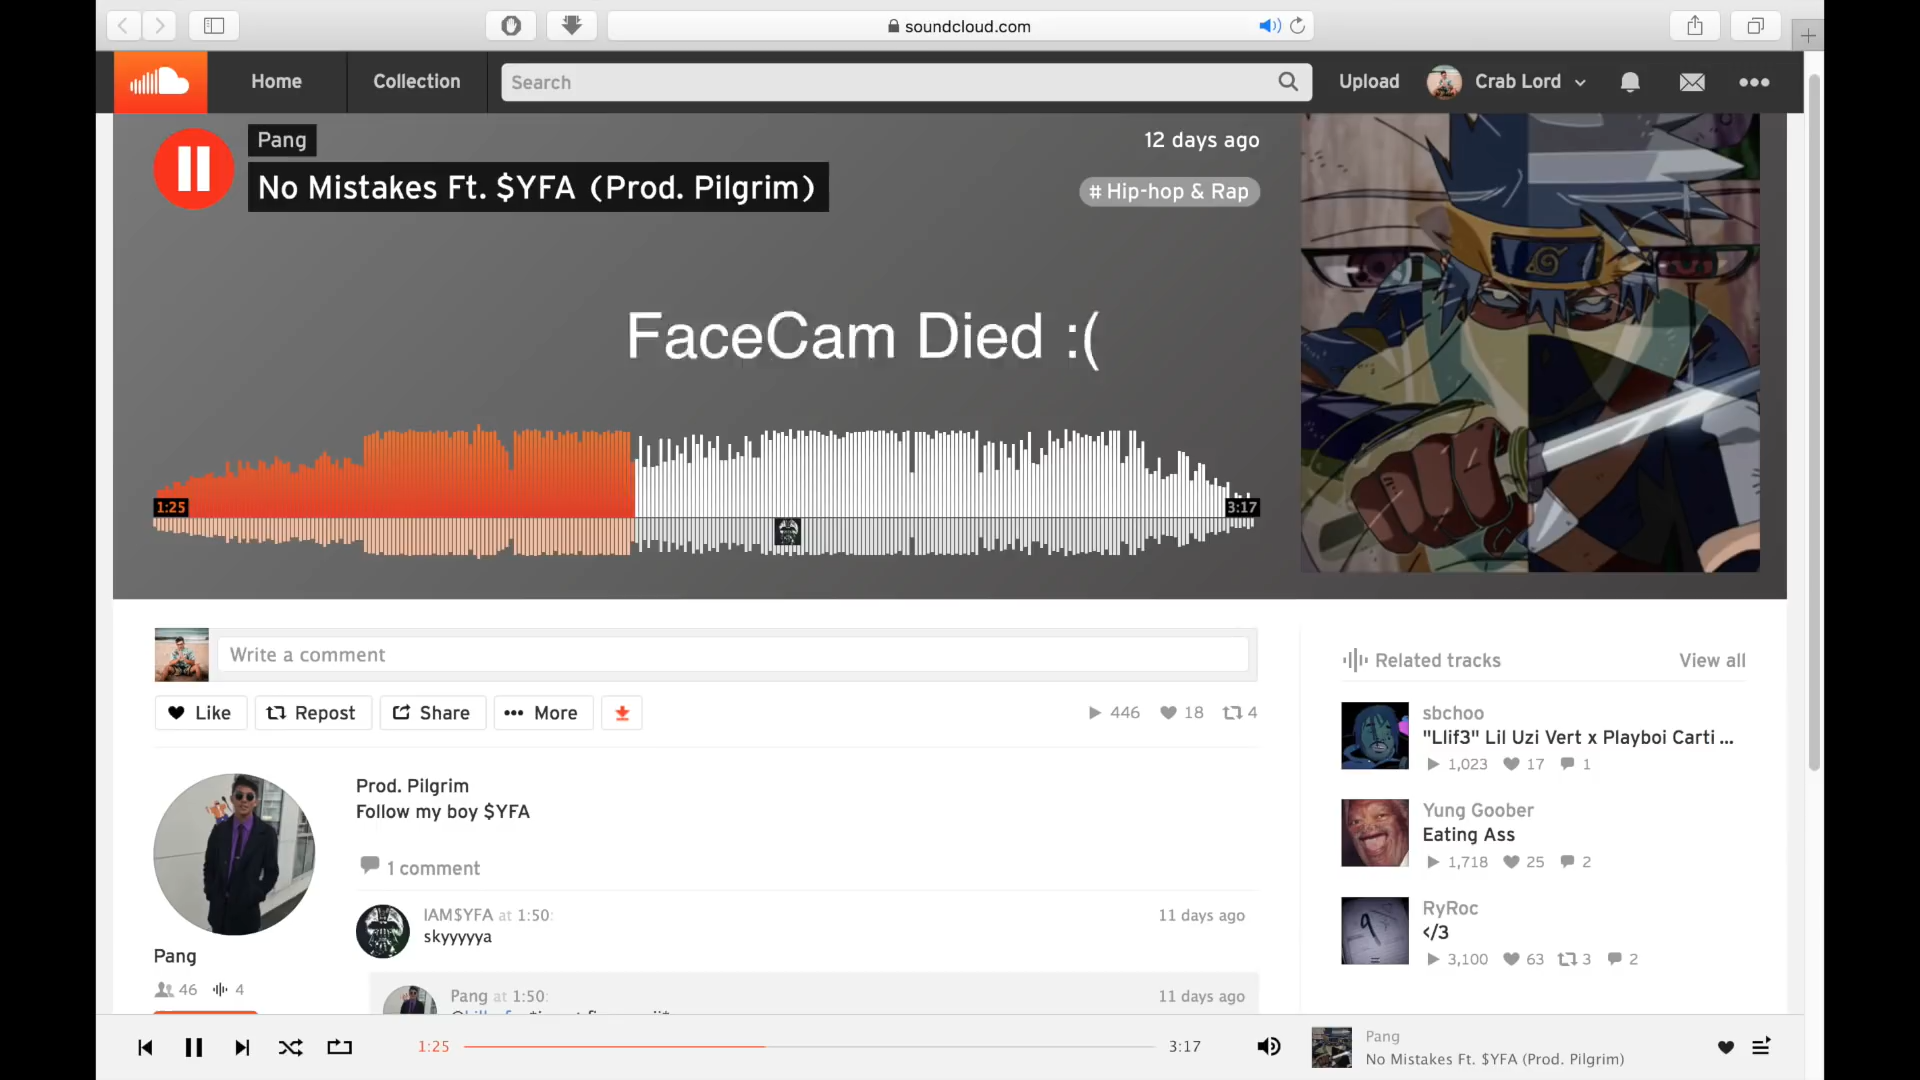 soundcloud.com
Home
Collection
Search
Upload
Crab Lord
Pang
12 days ago
No Mistakes Ft. $YFA (Prod. Pilgrim)
# Hip-hop & Rap
FaceCam Died :(
1:25
3:17
Write a comment
Like
Repost
Share
More
446
18
4
Related tracks
View all
sbchoo
"Llif3" Lil Uzi Vert x Playboi Carti ...
1,023
17
1
Yung Goober
Eating Ass
1,718
25
2
RyRoc
</3
3,100
63
3
2
Prod. Pilgrim
Follow my boy $YFA
1 comment
IAM$YFA at 1:50:
11 days ago
skyyyyya
Pang at 1:50:
11 days ago
Pang
46
4
1:25
3:17
Pang
No Mistakes Ft. $YFA (Prod. Pilgrim)